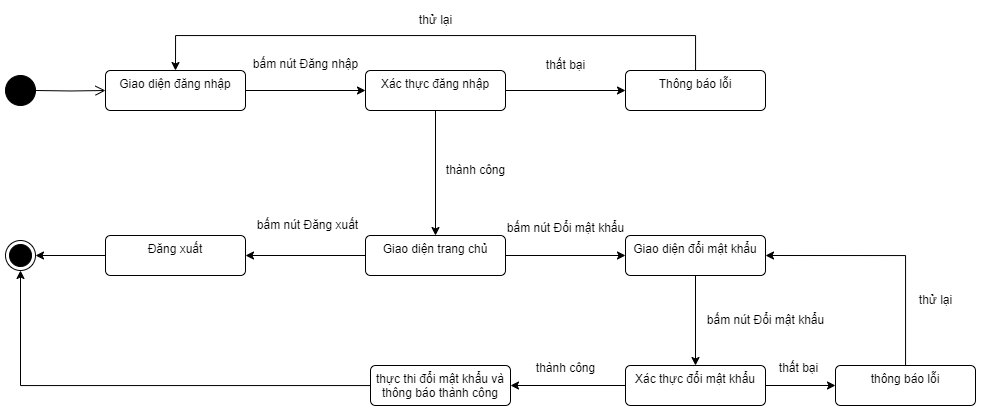 thử lại
bấm nút Đăng nhập
thất bại
Giao diện đăng nhập
Xác thực đăng nhập
Thông báo lỗi
thành công
bấm nút Đăng xuất
bấm nút Đổi mật khẩu
Đăng xuất
Giao diện trang chủ
Giao diện đổi mật khẩu
thử lại
bấm nút Đổi mật khẩu
thành công
thất bại
thực thi đổi mật khẩu và
thông báo thành công
Xác thực đổi mật khẩu
thông báo lỗi